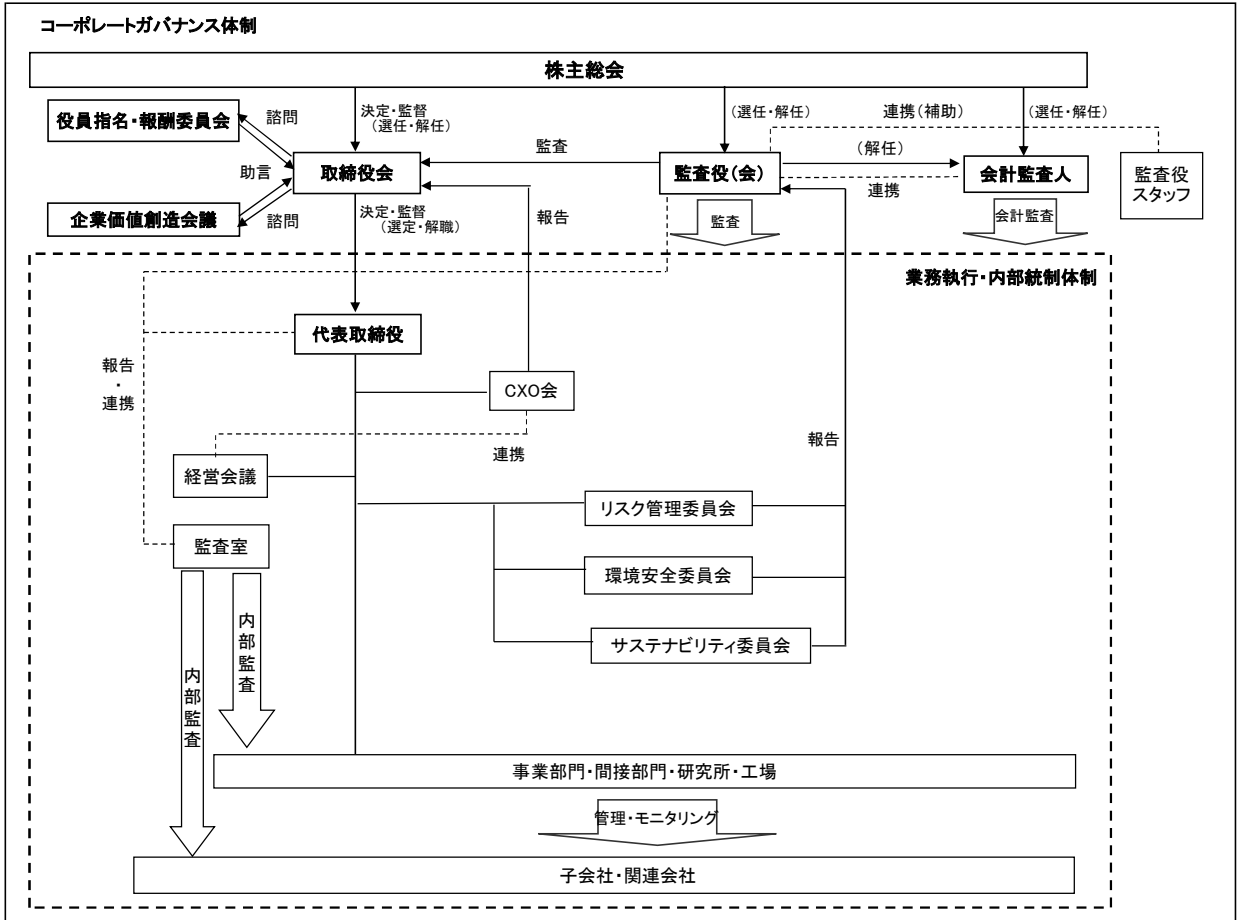 コーポレートガバナンス体制
株主総会
役員指名・報酬委員会
諮問
助言
企業価値創造会議
諮問
決定・監督
(選任・解任)
取締役会
決定・監督
(選定・解職)
監査
報告
(選任・解任)
監査役(会)
監査
連携(補助)
(解任)
連携
(選任・解任)
会計監査人
会計監査
監査役
スタッフ
業務執行・内部統制体制
代表取締役
報告
・
連携
CXO会
連携
経営会議
報告
リスク管理委員会
監査室
環境安全委員会
サステナビリティ委員会
内部監査
内部監査
事業部門・間接部門・研究所・工場
管理・モニタリング
子会社・関連会社